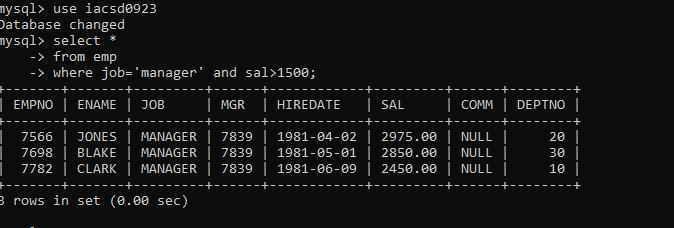 mysql> use iacsd0923
Database changed
mysql> select *
    -> from emp
    -> where job='manager' and sal>1500;
+-------+-------+---------+------+------------+---------+------+--------+
| EMPNO | ENAME | JOB     | MGR  | HIREDATE   | SAL     | COMM | DEPTNO |
+-------+-------+---------+------+------------+---------+------+--------+
|  7566 | JONES | MANAGER | 7839 | 1981-04-02 | 2975.00 | NULL |     20 |
|  7698 | BLAKE | MANAGER | 7839 | 1981-05-01 | 2850.00 | NULL |     30 |
|  7782 | CLARK | MANAGER | 7839 | 1981-06-09 | 2450.00 | NULL |     10 |
+-------+-------+---------+------+------------+---------+------+--------+
3 rows in set (0.00 sec)